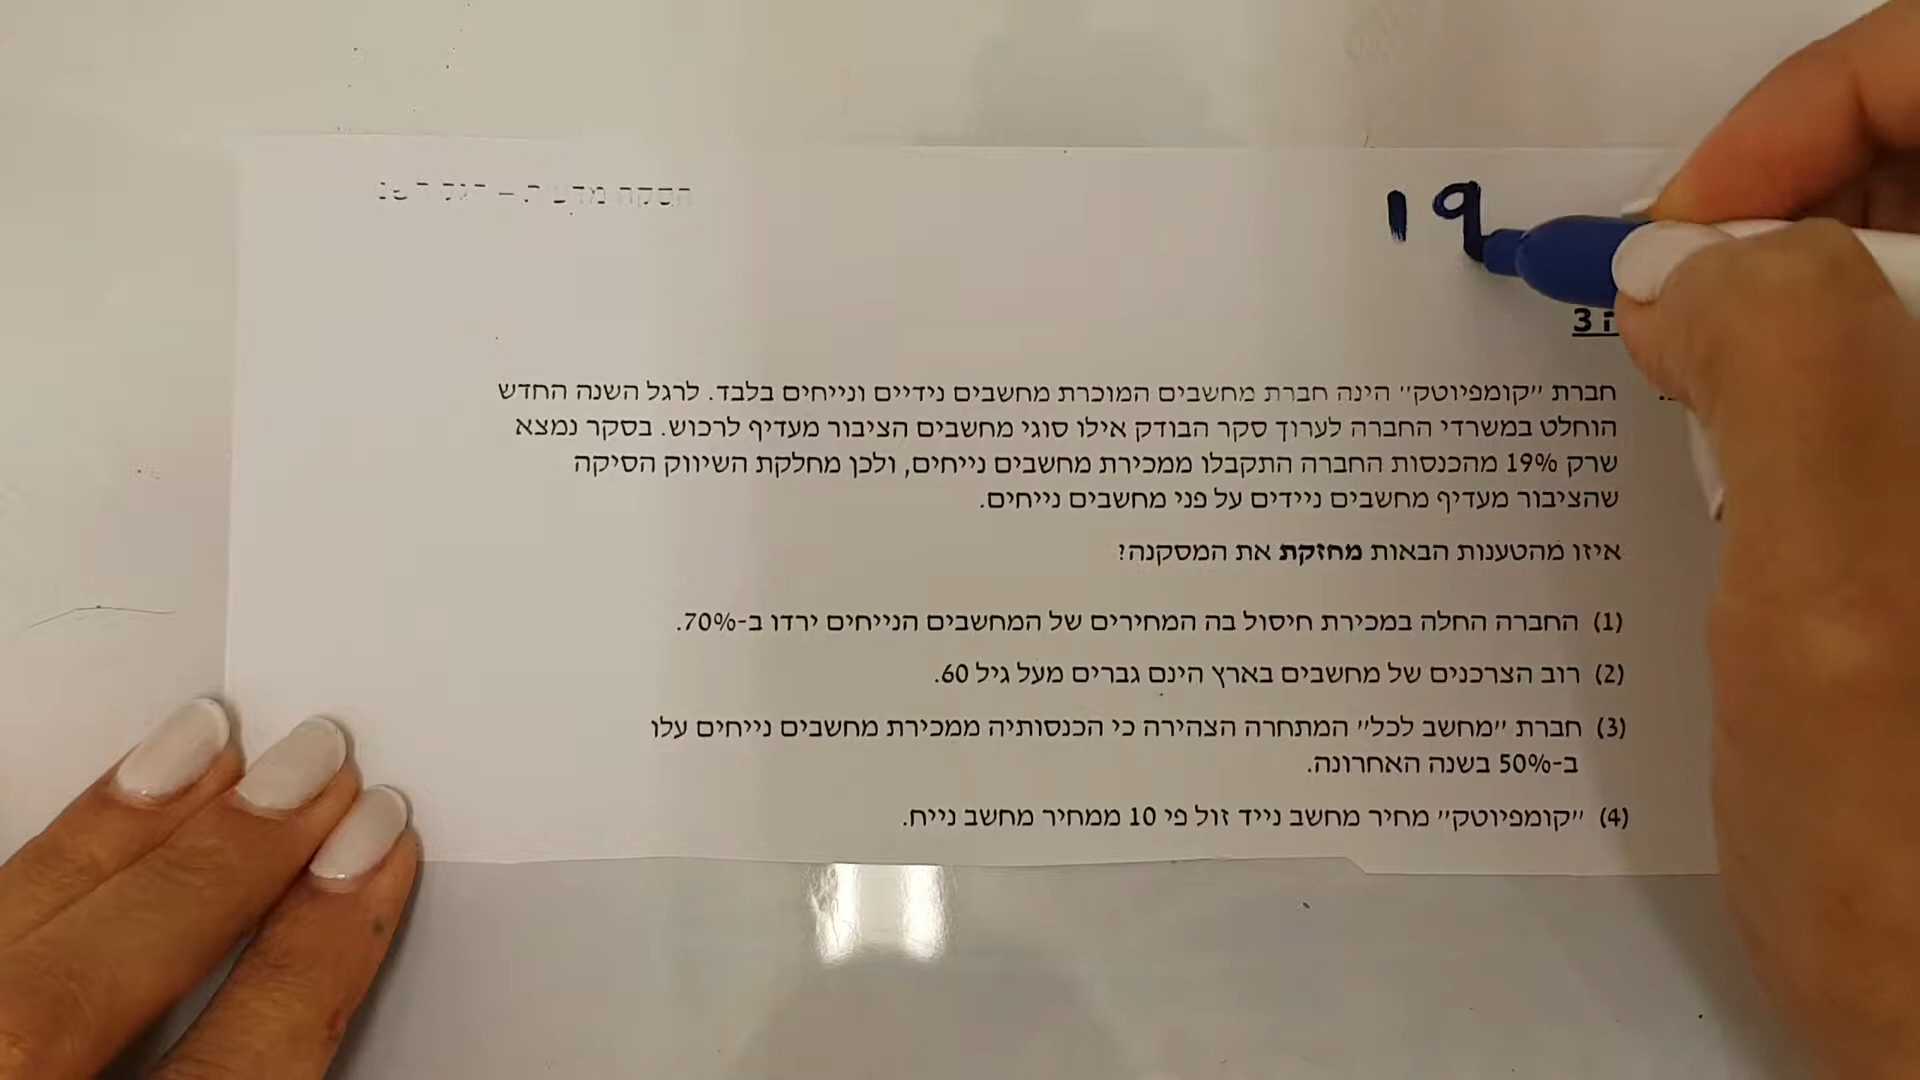 הסקה מדעית –
19
ה 3
חברת "קומפיוטק" הינה חברת מחשבים המוכרת מחשבים נידיים ונייחים בלבד. לרגל השנה החדש
הוחלט במשרדי החברה לערוך סקר הבודק אילו סוגי מחשבים הציבור מעדיף לרכוש. בסקר נמצא
שרק 19% מהכנסות החברה התקבלו ממכירת מחשבים נייחים, ולכן מחלקת השיווק הסיקה
שהציבור מעדיף מחשבים ניידים על פני מחשבים נייחים.
איזו מהטענות הבאות מחזקת את המסקנה?
(1) החברה החלה במכירת חיסול בה המחירים של המחשבים הנייחים ירדו ב-70%.
(2) רוב הצרכנים של מחשבים בארץ הינם גברים מעל גיל 60.
(3) חברת "מחשב לכל" המתחרה הצהירה כי הכנסותיה ממכירת מחשבים נייחים עלו
ב-50% בשנה האחרונה.
(4) "קומפיוטק" מחיר מחשב נייד זול פי 10 ממחיר מחשב נייח.